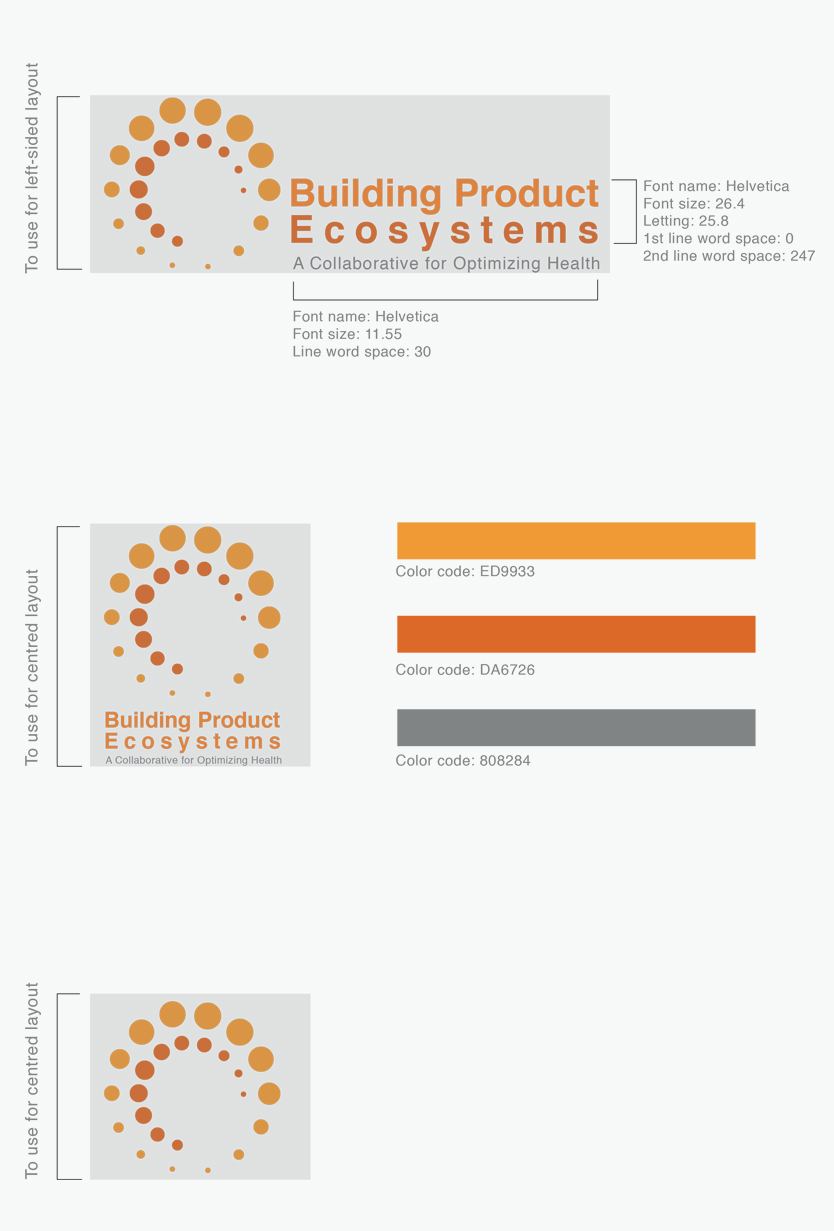 To use for left-sided layout
Building Product
Ecosystems
A Collaborative for Optimizing Health
Font name: Helvetica
Font size: 26.4
Letting: 25.8
1st line word space: 0
2nd line word space: 247
Font name: Helvetica
Font size: 11.55
Line word space: 30
To use for centred layout
Building Product
Ecosystems
A Collaborative for Optimizing Health
Color code: ED9933
Color code: DA6726
Color code: 808284
To use for centred layout